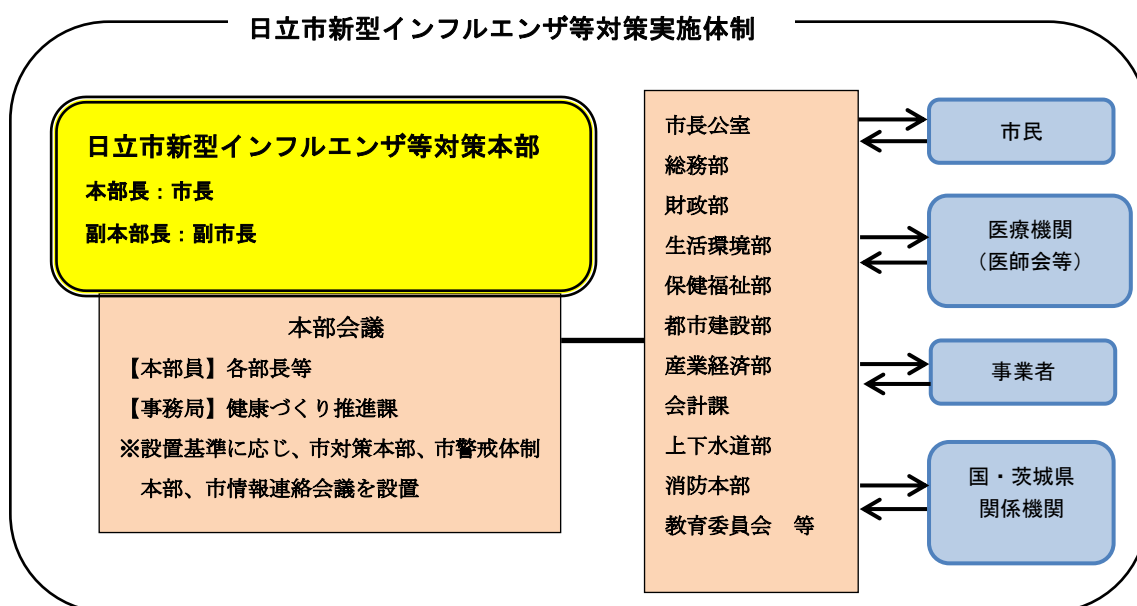 日立市新型インフルエンザ等対策実施体制
日立市新型インフルエンザ等対策本部
本部長：市長
副本部長：副市長
本部会議
【本部員】各部長等
【事務局】健康づくり推進課
※設置基準に応じ、市対策本部、市警戒体制
本部、市情報連絡会議を設置
市長公室
総務部
財政部
生活環境部
保健福祉部
都市建設部
産業経済部
会計課
上下水道部
消防本部
教育委員会　等
市民
医療機関
（医師会等）
事業者
国・茨城県
関係機関